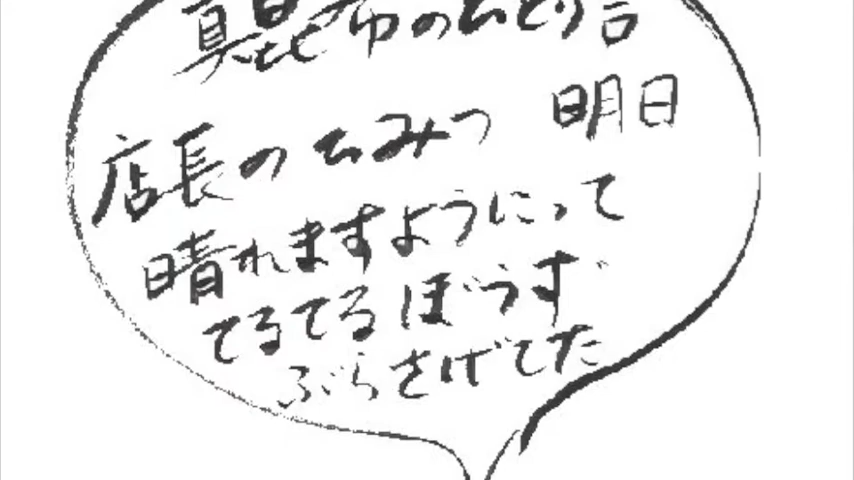 真昆布のひとり言
店長のひみつ 明日
晴れますようにって
てるてるぼうず
ぶらさげてた